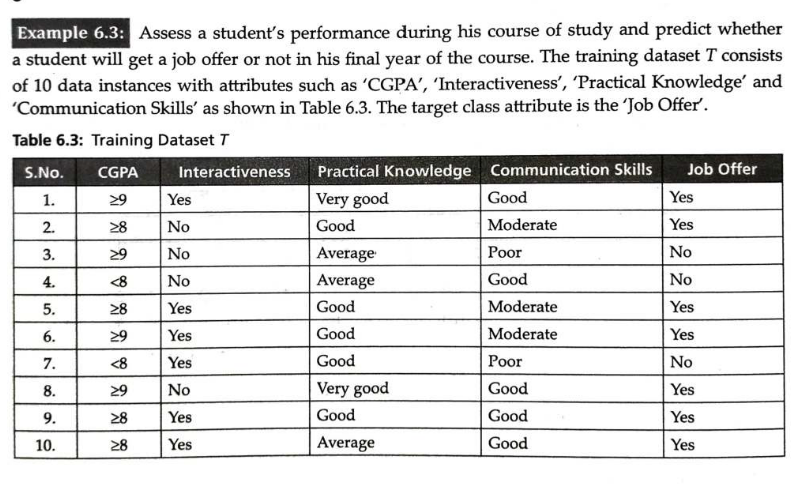 Example 6.3: Assess a student's performance during his course of study and predict whether
a student will get a job offer or not in his final year of the course. The training dataset T consists
of 10 data instances with attributes such as 'CGPA', 'Interactiveness', 'Practical Knowledge' and
'Communication Skills' as shown in Table 6.3. The target class attribute is the 'Job Offer'.
Table 6.3: Training Dataset T
S.No. CGPA Interactiveness Practical Knowledge Communication Skills Job Offer
1. ≥9 Yes Very good Good Yes
2. ≥8 No Good Moderate Yes
3. ≥9 No Average Poor No
4. <8 No Average Good No
5. ≥8 Yes Good Moderate Yes
6. ≥9 Yes Good Moderate Yes
7. <8 Yes Good Poor No
8. ≥9 No Very good Good Yes
9. ≥8 Yes Good Good Yes
10. ≥8 Yes Average Good Yes